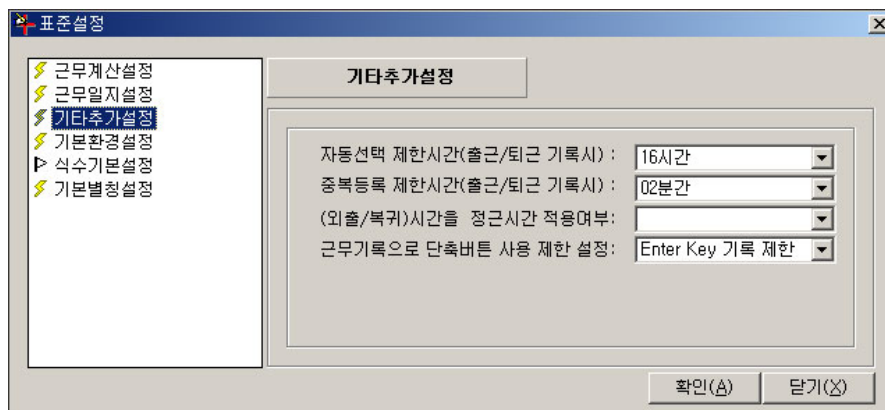 표준설정
근무계산설정
근무일지설정
기타추가설정
기본환경설정
식수기본설정
기본별칭설정
기타추가설정
자동선택 제한시간(출근/퇴근 기록시) : 16시간
중복등록 제한시간(출근/퇴근 기록시) : 02분간
(외출/복귀)시간을 정근시간 적용여부:
근무기록으로 단축버튼 사용 제한 설정: Enter Key 기록 제한
확인(A) 닫기(X)